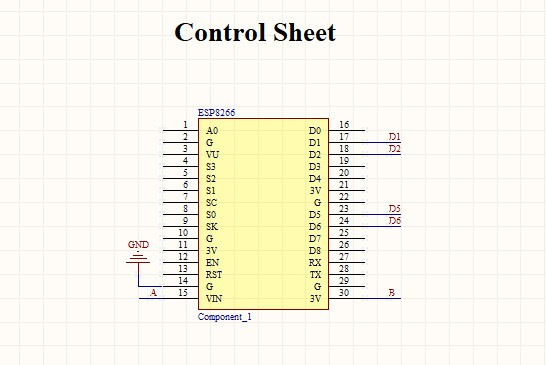 Control Sheet
ESP8266
1 A0 D0 16
2 G D1 17 D1
3 VU D2 18 D2
4 S3 D3 19
5 S2 D4 20
6 S1 3V 21
7 SC G 22
8 S0 D5 23 D5
9 SK D6 24 D6
10 G D7 25
11 3V D8 26
12 EN RX 27
13 RST TX 28
14 G G 29
A 15 VIN 3V 30 B
GND
Component_1